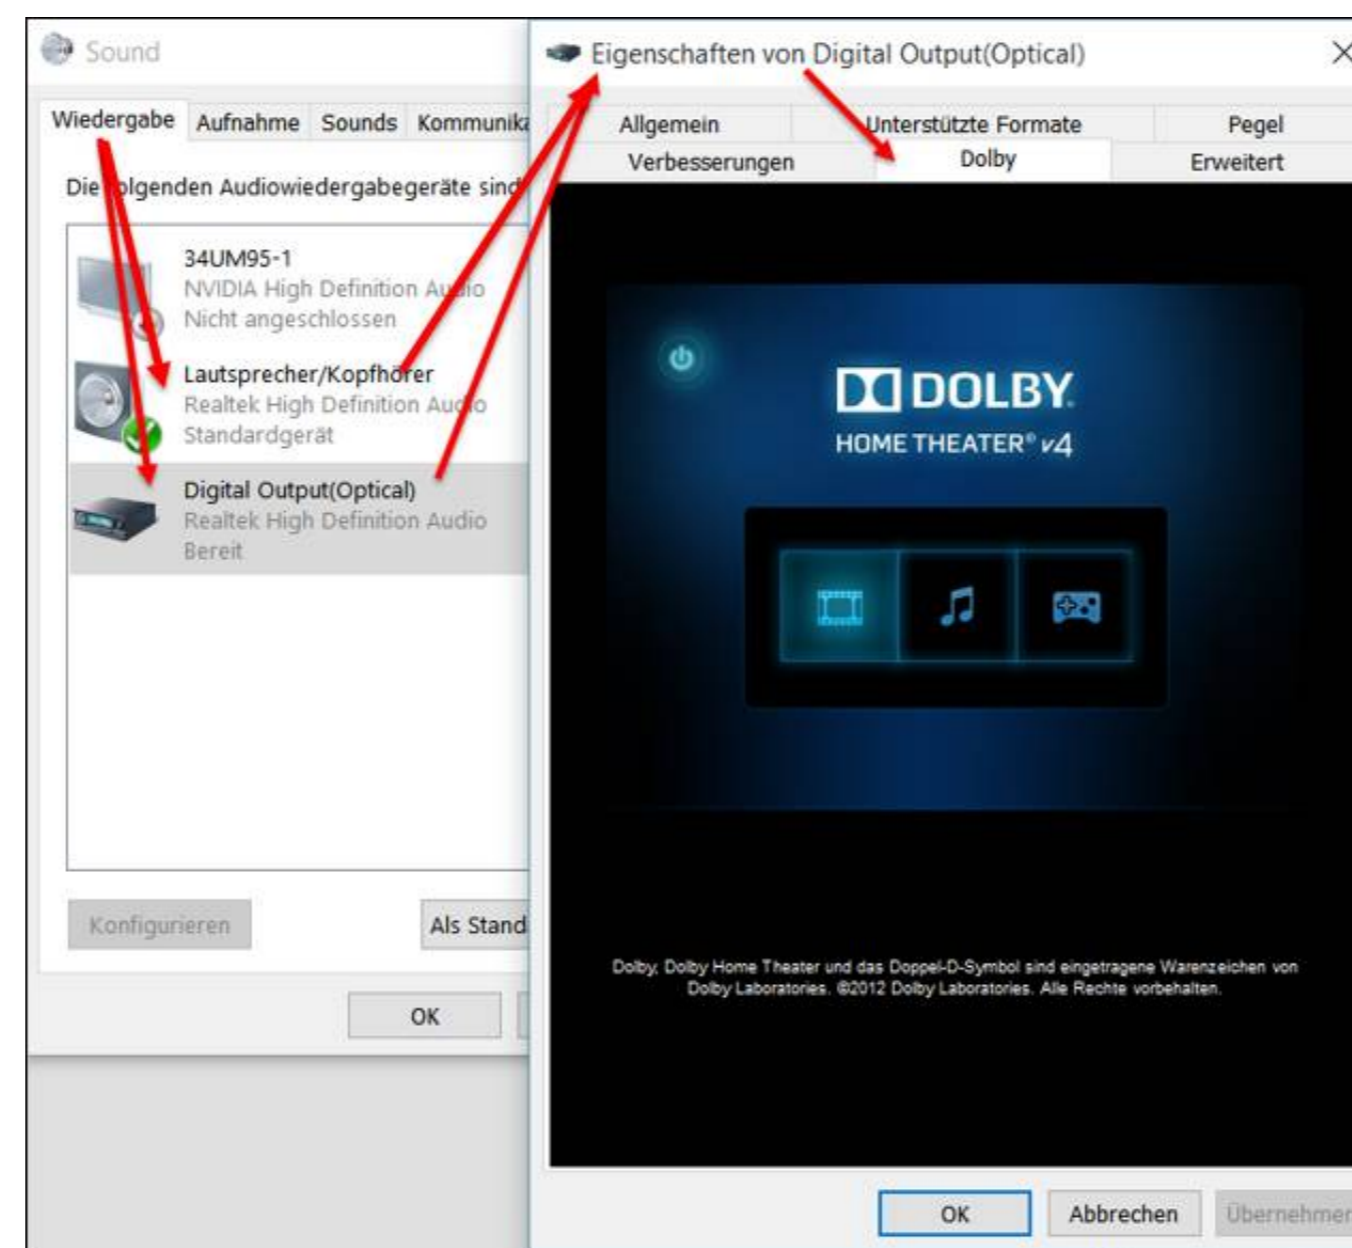 Sound
Wiedergabe Aufnahme Sounds Kommunika
Die folgenden Audiowiedergabegeräte sind
34UM95-1
NVIDIA High Definition Audio
Nicht angeschlossen
Lautsprecher/Kopfhörer
Realtek High Definition Audio
Standardgerät
Digital Output(Optical)
Realtek High Definition Audio
Bereit
Konfigurieren
Als Stand
OK
Eigenschaften von Digital Output(Optical)
Allgemein Unterstützte Formate Pegel
Verbesserungen Dolby Erweitert
DOLBY
HOME THEATER® v4
Dolby, Dolby Home Theater und das Doppel-D-Symbol sind eingetragene Warenzeichen von
Dolby Laboratories. ©2012 Dolby Laboratories. Alle Rechte vorbehalten.
OK Abbrechen Übernehmen